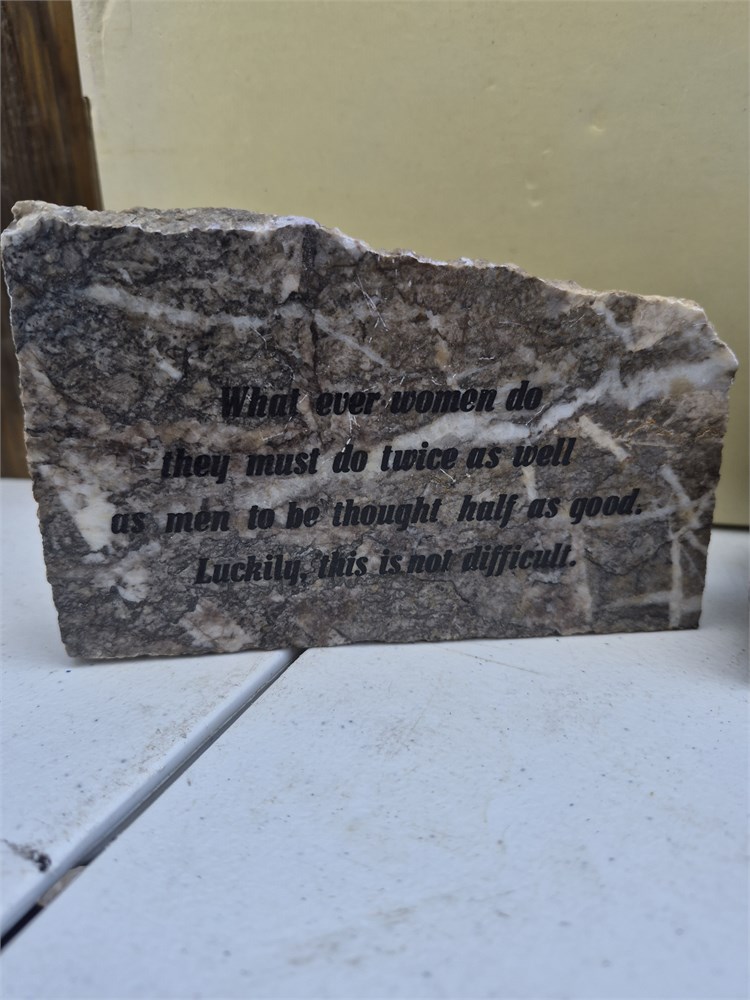 What ever women do
they must do twice as well
as men to be thought half as good.
Luckily, this is not difficult.